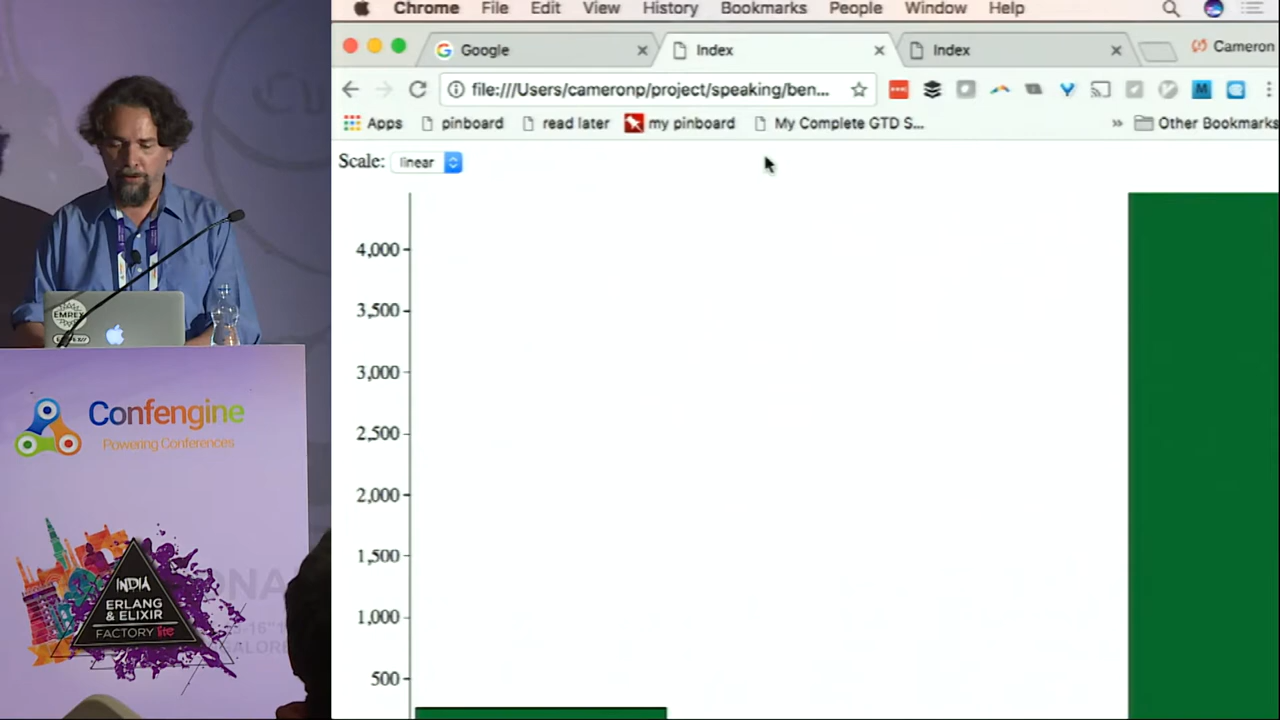 Chrome File Edit View History Bookmarks People Window Help
Google Index Index Cameron
file:///Users/cameronp/project/speaking/ben...
Apps pinboard read later my pinboard My Complete GTD S... » Other Bookmarks
Scale: linear
4,000
3,500
3,000
2,500
2,000
1,500
1,000
500
EMPEX
Confengine
Powering Conferences
INDIA
ERLANG
& ELIXIR
FACTORY lite